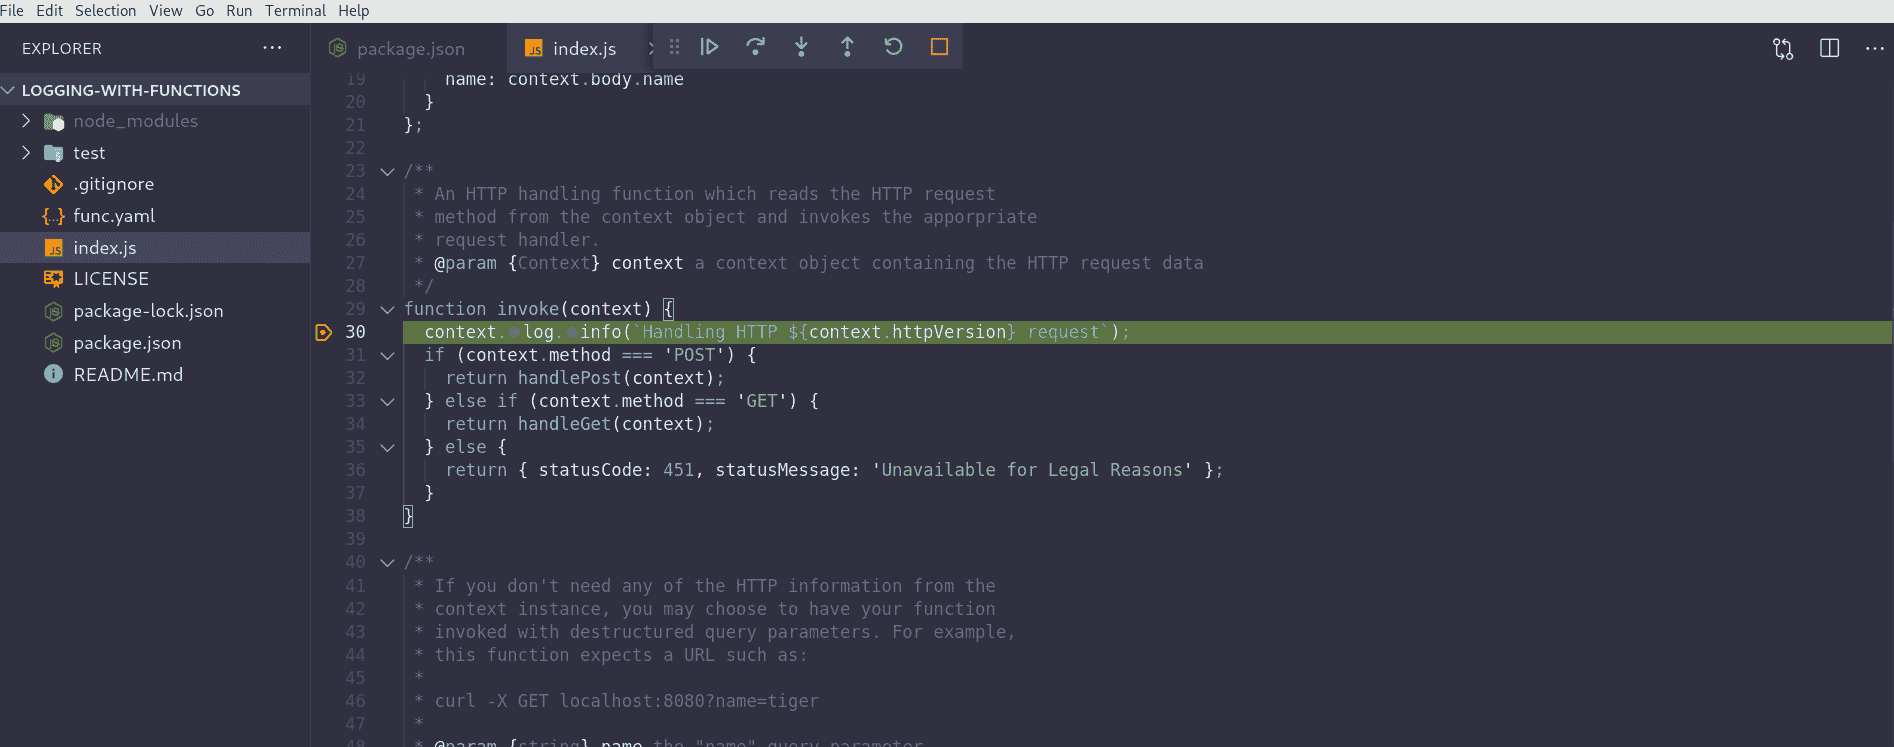 File Edit Selection View Go Run Terminal Help
EXPLORER ...
package.json
index.js
LOGGING-WITH-FUNCTIONS
node_modules
test
.gitignore
func.yaml
index.js
LICENSE
package-lock.json
package.json
README.md
19 name: context.body.name
20 }
21 };
22
23 /**
24 * An HTTP handling function which reads the HTTP request
25 * method from the context object and invokes the apporpriate
26 * request handler.
27 * @param {Context} context a context object containing the HTTP request data
28 */
29 function invoke(context) {
30 context.log.info(`Handling HTTP ${context.httpVersion} request`);
31 if (context.method === 'POST') {
32 return handlePost(context);
33 } else if (context.method === 'GET') {
34 return handleGet(context);
35 } else {
36 return { statusCode: 451, statusMessage: 'Unavailable for Legal Reasons' };
37 }
38 }
39
40 /**
41 * If you don't need any of the HTTP information from the
42 * context instance, you may choose to have your function
43 * invoked with destructured query parameters. For example,
44 * this function expects a URL such as:
45 *
46 * curl -X GET localhost:8080?name=tiger
47 *
48 * @param {string} name the "name" query parameter